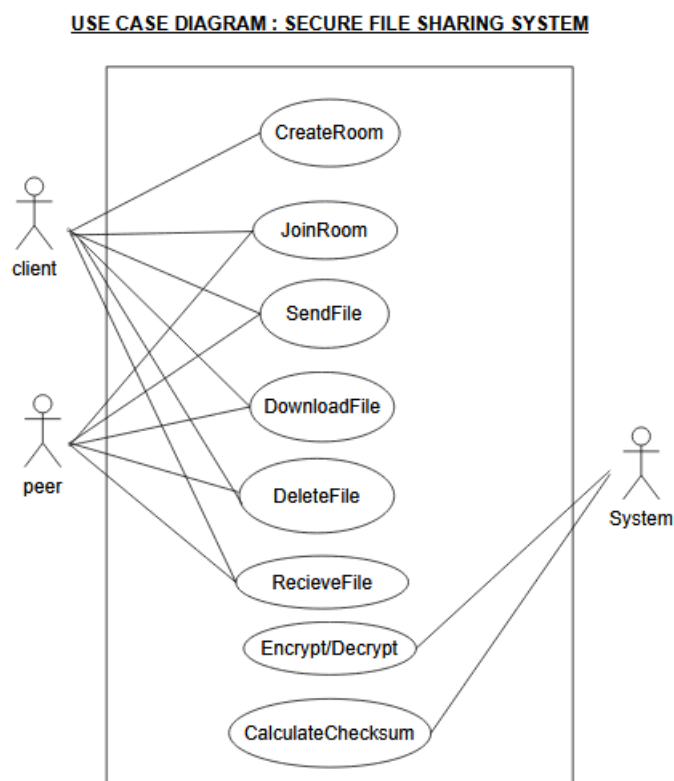 USE CASE DIAGRAM : SECURE FILE SHARING SYSTEM
CreateRoom
client
JoinRoom
SendFile
peer
DownloadFile
DeleteFile
System
RecieveFile
Encrypt/Decrypt
CalculateChecksum